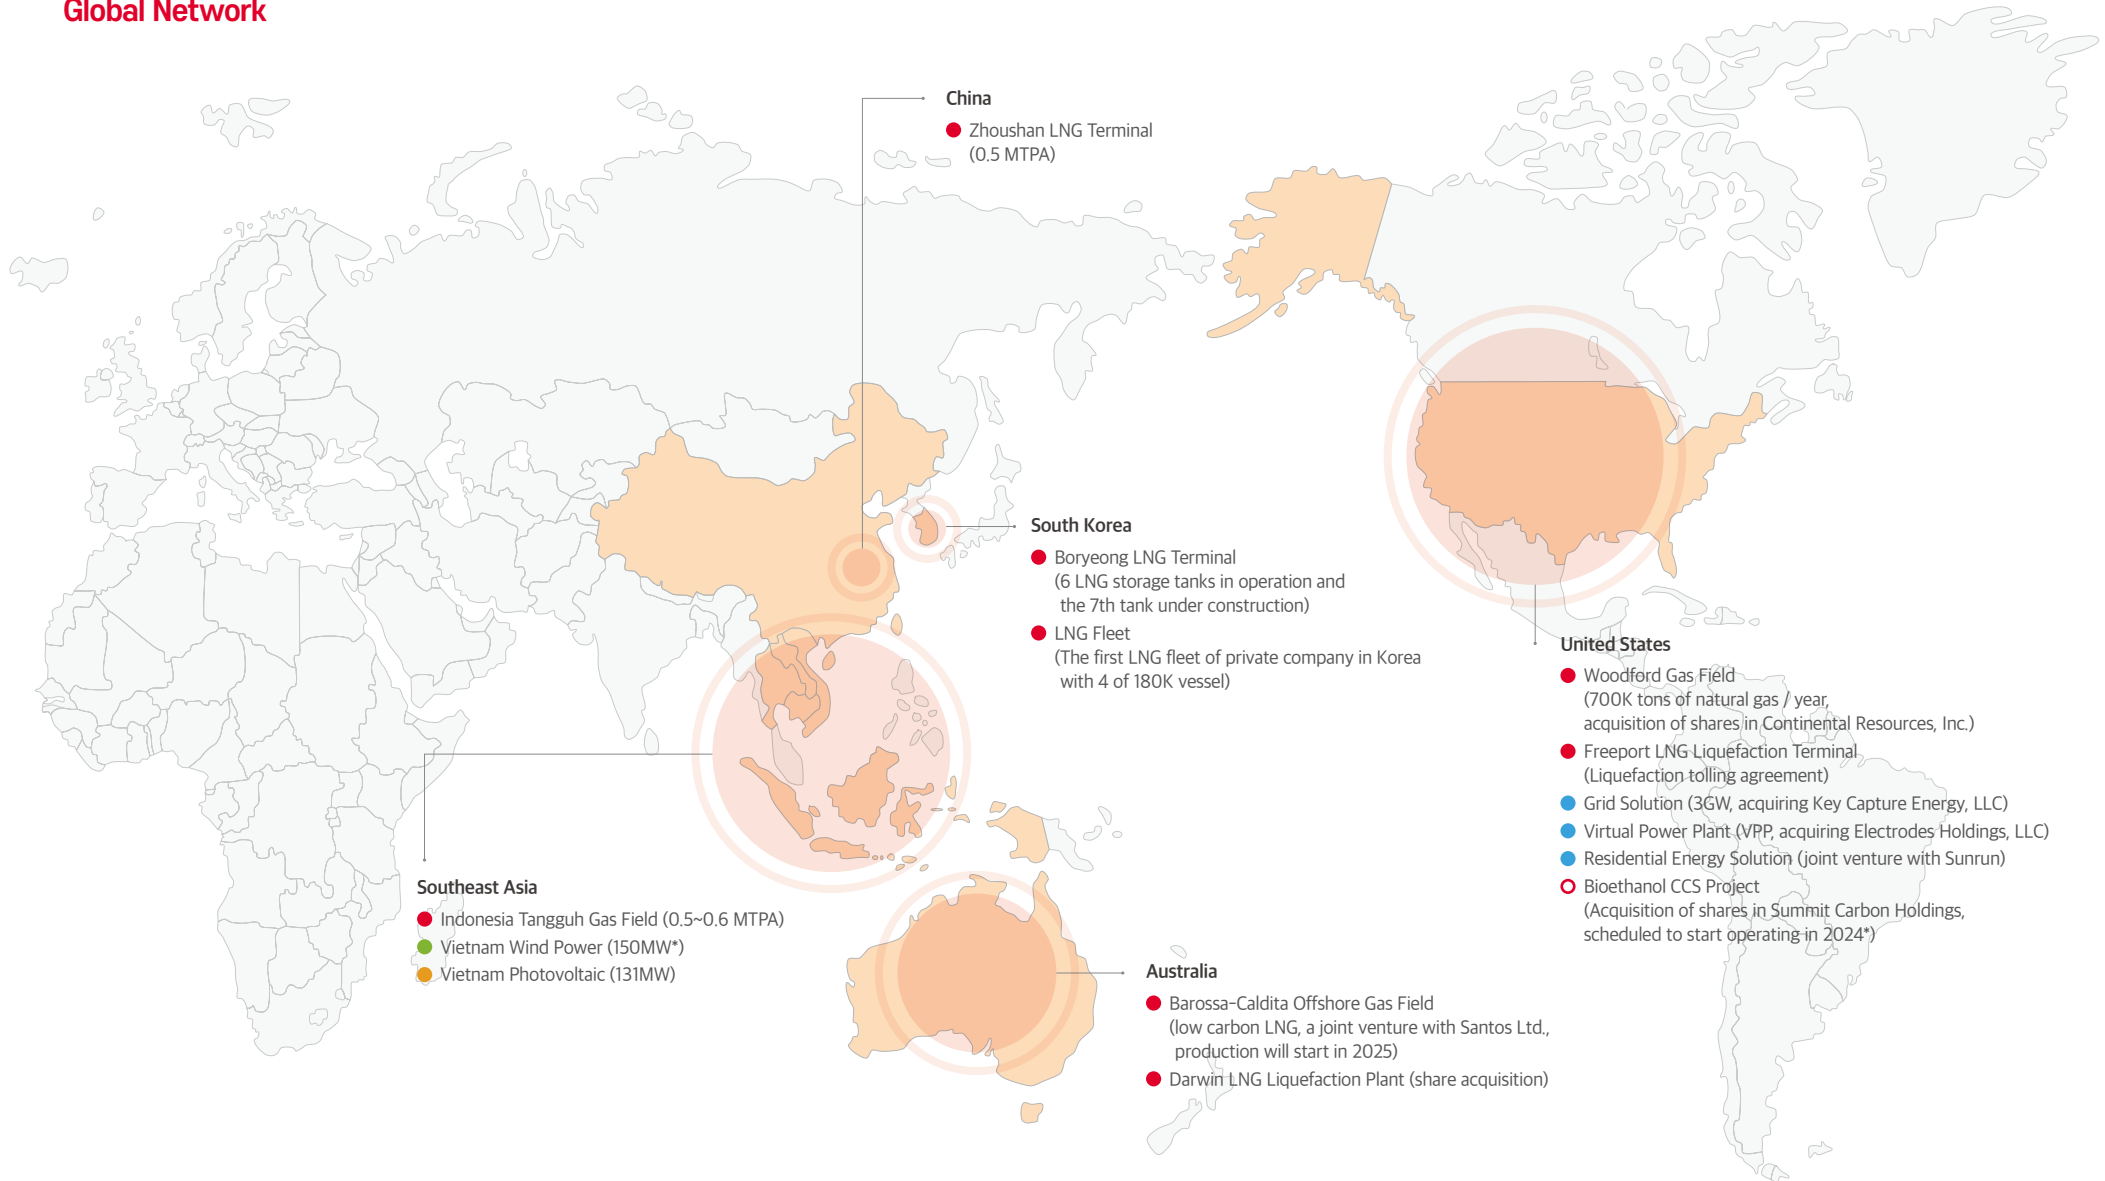 Global Network
China
Zhoushan LNG Terminal
(0.5 MTPA)
South Korea
Boryeong LNG Terminal
(6 LNG storage tanks in operation and
the 7th tank under construction)
LNG Fleet
(The first LNG fleet of private company in Korea
with 4 of 180K vessel)
United States
Woodford Gas Field
(700K tons of natural gas / year,
acquisition of shares in Continental Resources, Inc.)
Freeport LNG Liquefaction Terminal
(Liquefaction tolling agreement)
Grid Solution (3GW, acquiring Key Capture Energy, LLC)
Virtual Power Plant (VPP, acquiring Electrodes Holdings, LLC)
Residential Energy Solution (joint venture with Sunrun)
Bioethanol CCS Project
(Acquisition of shares in Summit Carbon Holdings,
scheduled to start operating in 2024*)
Southeast Asia
Indonesia Tangguh Gas Field (0.5~0.6 MTPA)
Vietnam Wind Power (150MW*)
Vietnam Photovoltaic (131MW)
Australia
Barossa-Caldita Offshore Gas Field
(low carbon LNG, a joint venture with Santos Ltd.,
production will start in 2025)
Darwin LNG Liquefaction Plant (share acquisition)